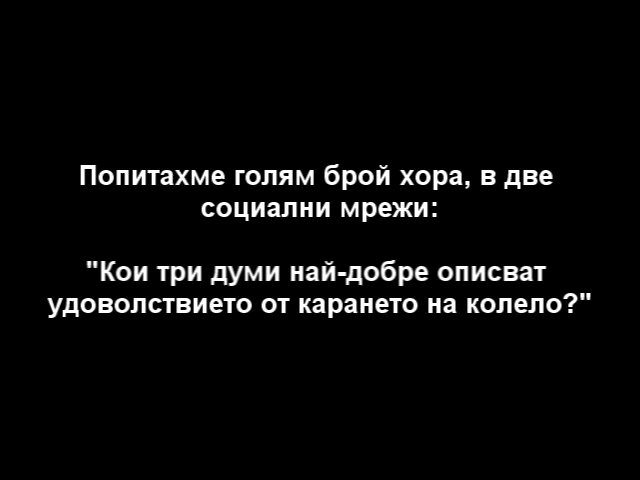 Попитахме голям брой хора, в две
социални мрежи:
"Кои три думи най-добре описват
удоволствието от карането на колело?"